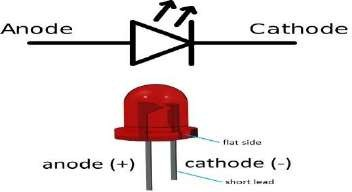 Anode Cathode
flat side
anode (+) cathode (-)
short lead